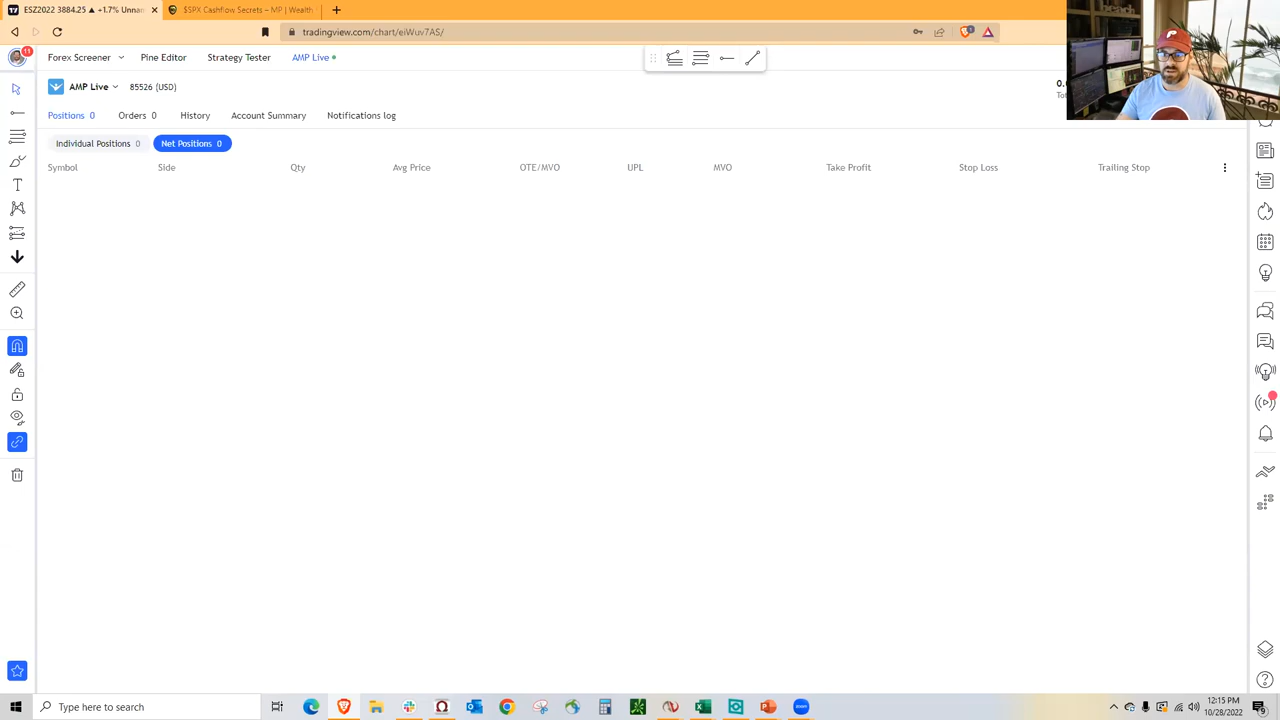 ESZ2022 3884.25 ▲ +1.7% Unnan
$SPX Cashflow Secrets – MP | Wealth
tradingview.com/chart/eiWuv7AS/
11
Forex Screener
Pine Editor
Strategy Tester
AMP Live
AMP Live
85526 (USD)
Positions 0
Orders 0
History
Account Summary
Notifications log
Individual Positions 0
Net Positions 0
Symbol
Side
Qty
Avg Price
OTE/MVO
UPL
MVO
Take Profit
Stop Loss
Trailing Stop
Type here to search
12:15 PM
10/28/2022